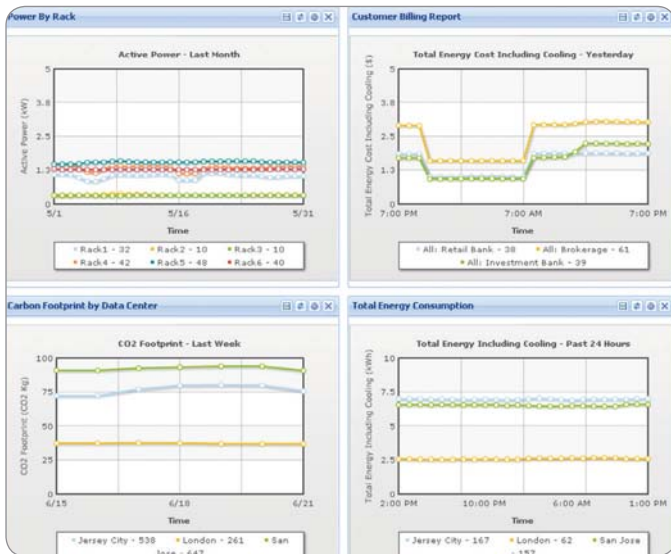 Power By Rack
Active Power - Last Month
Active Power (kW)
5
3.8
2.5
1.3
0
5/1
5/16
5/31
Time
Rack1 - 32
Rack2 - 10
Rack3 - 10
Rack4 - 42
Rack5 - 48
Rack6 - 40
Customer Billing Report
Total Energy Cost Including Cooling - Yesterday
Total Energy Cost Including Cooling ($)
5
3.8
2.5
1.3
0
7:00 PM
7:00 AM
7:00 PM
Time
All: Retail Bank - 38
All: Brokerage - 61
All: Investment Bank - 39
Carbon Footprint by Data Center
CO2 Footprint - Last Week
CO2 Footprint (CO2 Kg)
100
75
50
25
0
6/15
6/18
6/21
Time
Jersey City - 538
London - 261
San
Jose - 647
Total Energy Consumption
Total Energy Including Cooling - Past 24 Hours
Total Energy Including Cooling (kWh)
10
7.5
5
2.5
0
2:00 PM
10:00 PM
6:00 AM
1:00 PM
Time
Jersey City - 167
London - 62
San Jose
- 157